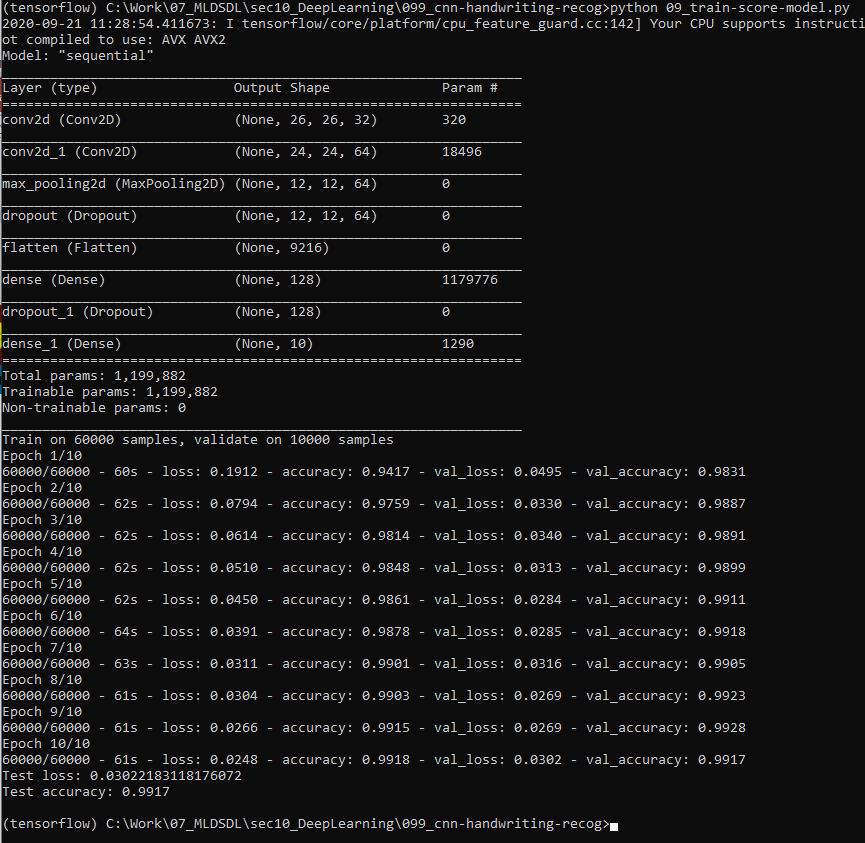 (tensorflow) C:\Work\07_MLDSDL\sec10_DeepLearning\099_cnn-handwriting-recog>python 09_train-score-model.py
2020-09-21 11:28:54.411673: I tensorflow/core/platform/cpu_feature_guard.cc:142] Your CPU supports instructi
ot compiled to use: AVX AVX2
Model: "sequential"
_________________________________________________________________
Layer (type)                 Output Shape              Param #
=================================================================
conv2d (Conv2D)              (None, 26, 26, 32)        320
_________________________________________________________________
conv2d_1 (Conv2D)            (None, 24, 24, 64)        18496
_________________________________________________________________
max_pooling2d (MaxPooling2D) (None, 12, 12, 64)        0
_________________________________________________________________
dropout (Dropout)            (None, 12, 12, 64)        0
_________________________________________________________________
flatten (Flatten)            (None, 9216)              0
_________________________________________________________________
dense (Dense)                (None, 128)               1179776
_________________________________________________________________
dropout_1 (Dropout)          (None, 128)               0
_________________________________________________________________
dense_1 (Dense)              (None, 10)                1290
=================================================================
Total params: 1,199,882
Trainable params: 1,199,882
Non-trainable params: 0
_________________________________________________________________
Train on 60000 samples, validate on 10000 samples
Epoch 1/10
60000/60000 - 60s - loss: 0.1912 - accuracy: 0.9417 - val_loss: 0.0495 - val_accuracy: 0.9831
Epoch 2/10
60000/60000 - 62s - loss: 0.0794 - accuracy: 0.9759 - val_loss: 0.0330 - val_accuracy: 0.9887
Epoch 3/10
60000/60000 - 62s - loss: 0.0614 - accuracy: 0.9814 - val_loss: 0.0340 - val_accuracy: 0.9891
Epoch 4/10
60000/60000 - 62s - loss: 0.0510 - accuracy: 0.9848 - val_loss: 0.0313 - val_accuracy: 0.9899
Epoch 5/10
60000/60000 - 62s - loss: 0.0450 - accuracy: 0.9861 - val_loss: 0.0284 - val_accuracy: 0.9911
Epoch 6/10
60000/60000 - 64s - loss: 0.0391 - accuracy: 0.9878 - val_loss: 0.0285 - val_accuracy: 0.9918
Epoch 7/10
60000/60000 - 63s - loss: 0.0311 - accuracy: 0.9901 - val_loss: 0.0316 - val_accuracy: 0.9905
Epoch 8/10
60000/60000 - 61s - loss: 0.0304 - accuracy: 0.9903 - val_loss: 0.0269 - val_accuracy: 0.9923
Epoch 9/10
60000/60000 - 61s - loss: 0.0266 - accuracy: 0.9915 - val_loss: 0.0269 - val_accuracy: 0.9928
Epoch 10/10
60000/60000 - 61s - loss: 0.0248 - accuracy: 0.9918 - val_loss: 0.0302 - val_accuracy: 0.9917
Test loss: 0.03022183118176072
Test accuracy: 0.9917
(tensorflow) C:\Work\07_MLDSDL\sec10_DeepLearning\099_cnn-handwriting-recog>